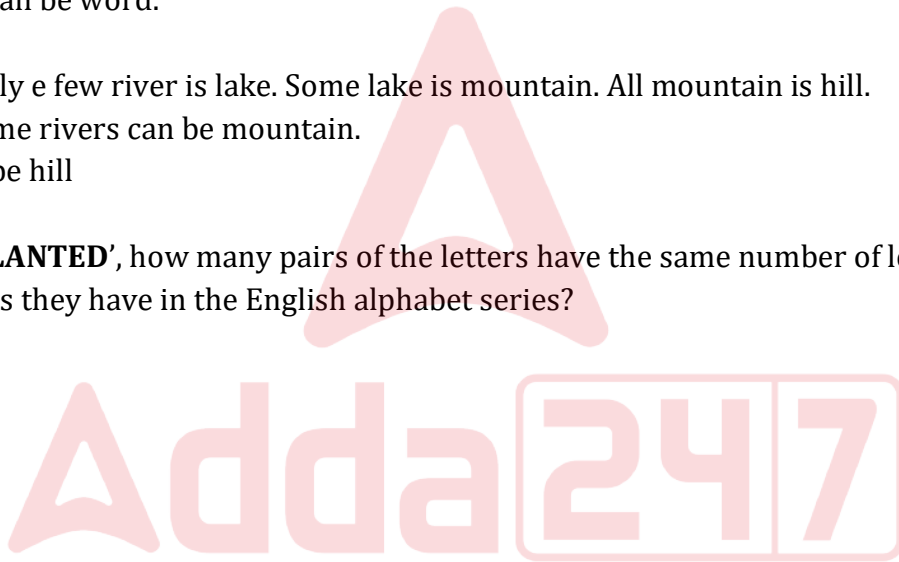 an be word.
ly e few river is lake. Some lake is mountain. All mountain is hill.
me rivers can be mountain.
be hill
LANTED’, how many pairs of the letters have the same number of le
s they have in the English alphabet series?
Adda247